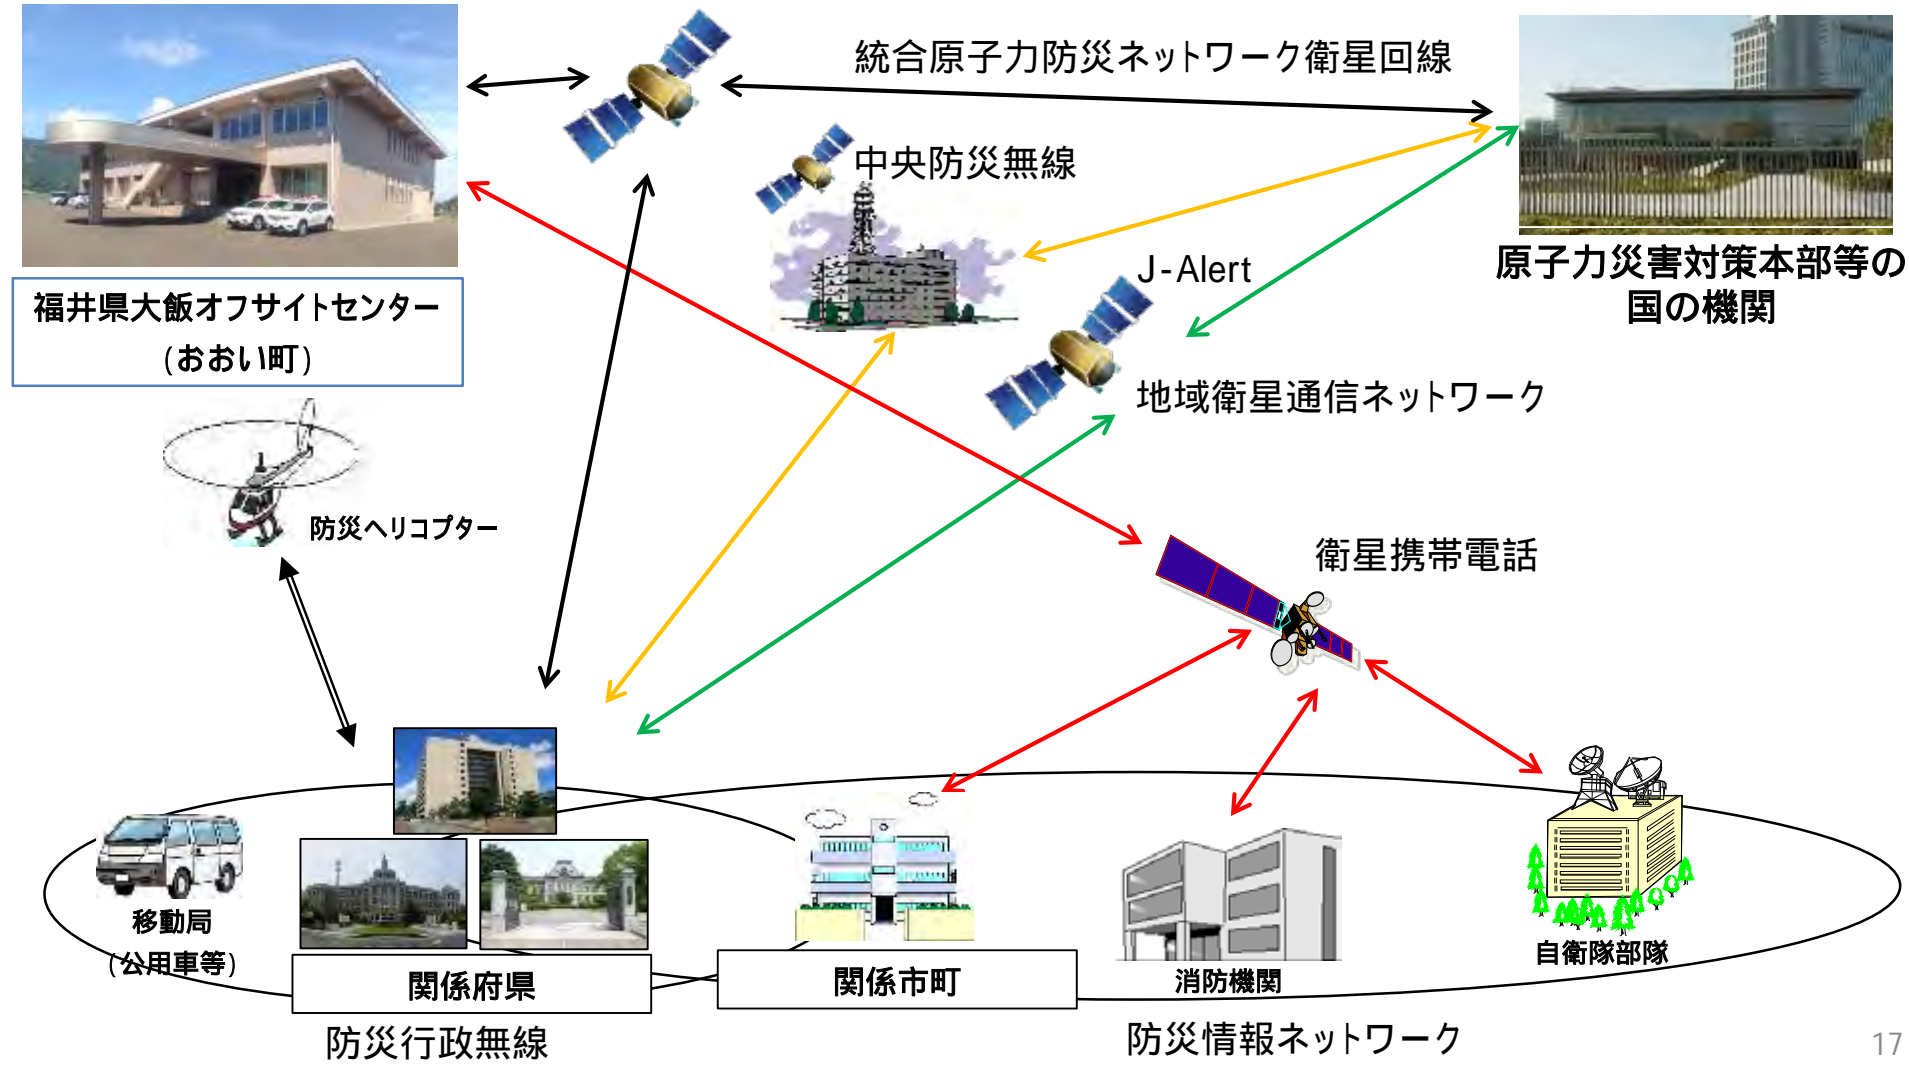 統合原子力防災ネットワーク衛星回線
中央防災無線
J-Alert
原子力災害対策本部等の
国の機関
福井県大飯オフサイトセンター
(おおい町)
地域衛星通信ネットワーク
防災ヘリコプター
衛星携帯電話
移動局
(公用車等)
関係府県
関係市町
消防機関
自衛隊部隊
防災行政無線
防災情報ネットワーク
17